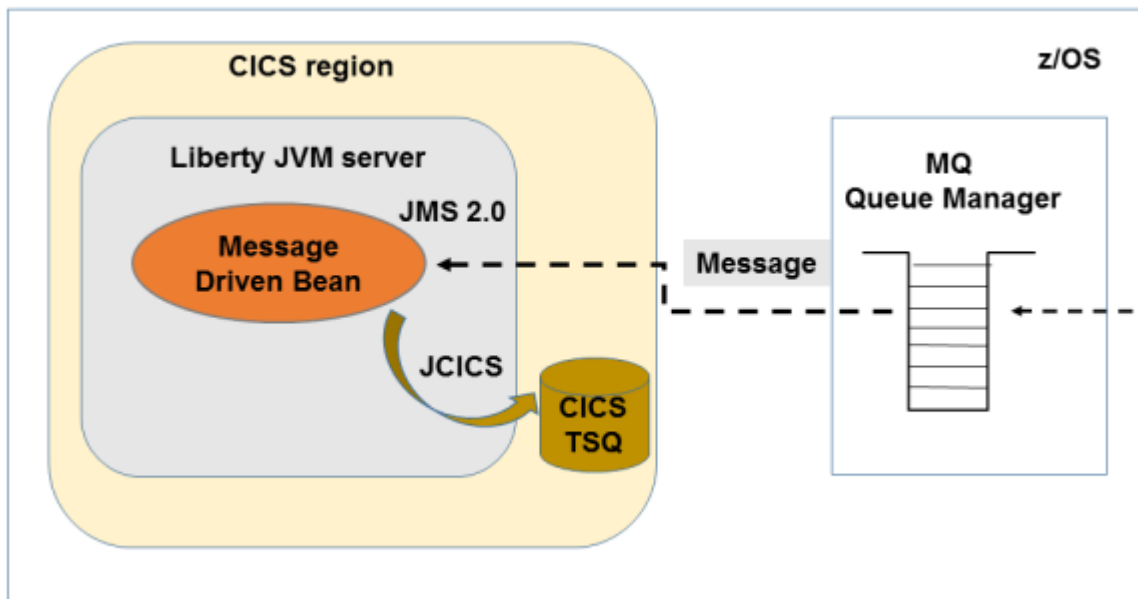 CICS region
z/OS
Liberty JVM server
MQ
Queue Manager
JMS 2.0
Message
Driven Bean
Message
JCICS
CICS
TSQ